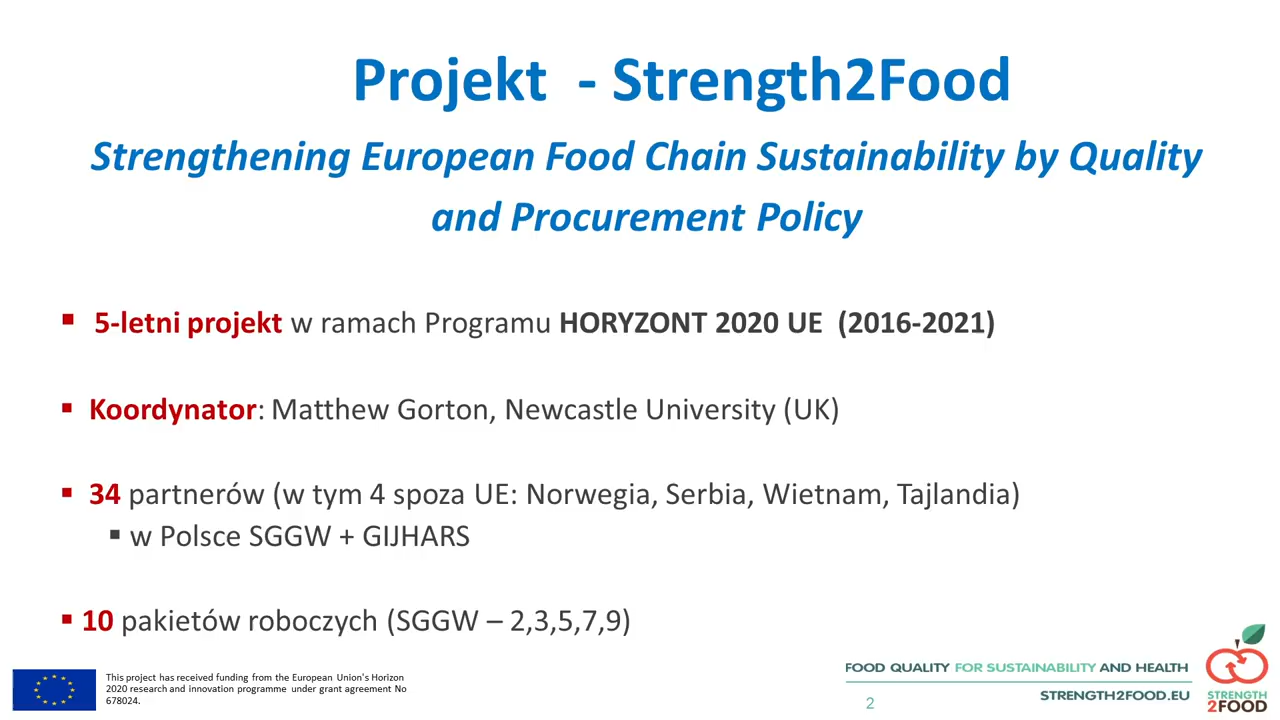 Projekt - Strength2Food
Strengthening European Food Chain Sustainability by Quality
and Procurement Policy
▪ 5-letni projekt w ramach Programu HORYZONT 2020 UE (2016-2021)
▪ Koordynator: Matthew Gorton, Newcastle University (UK)
▪ 34 partnerów (w tym 4 spoza UE: Norwegia, Serbia, Wietnam, Tajlandia)
▪ w Polsce SGGW + GIJHARS
▪ 10 pakietów roboczych (SGGW – 2,3,5,7,9)
This project has received funding from the European Union's Horizon
2020 research and innovation programme under grant agreement No
678024.
FOOD QUALITY FOR SUSTAINABILITY AND HEALTH
STRENGTH2FOOD.EU
2
STRENGTH
2FOOD